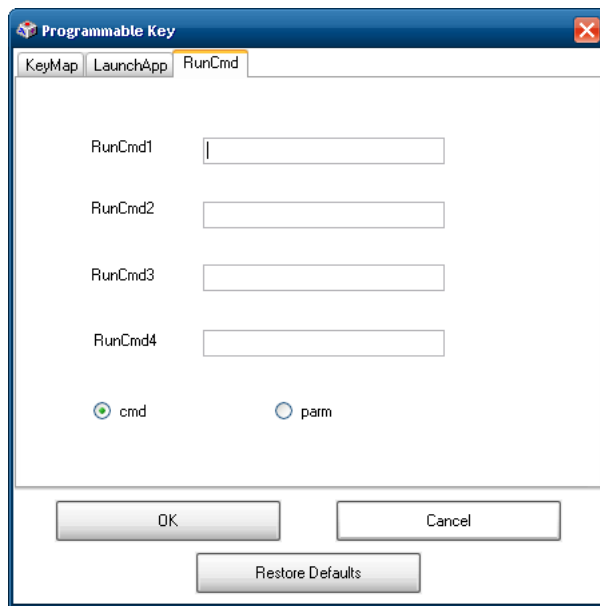 Programmable Key
KeyMap LaunchApp RunCmd
RunCmd1
RunCmd2
RunCmd3
RunCmd4
cmd parm
OK Cancel
Restore Defaults